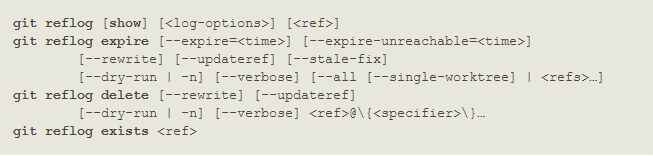 git reflog [show] [<log-options>] [<ref>]
git reflog expire [--expire=<time>] [--expire-unreachable=<time>]
[--rewrite] [--updateref] [--stale-fix]
[--dry-run | -n] [--verbose] [--all [--single-worktree] | <refs>…]
git reflog delete [--rewrite] [--updateref]
[--dry-run | -n] [--verbose] <ref>@\{<specifier>\}…
git reflog exists <ref>